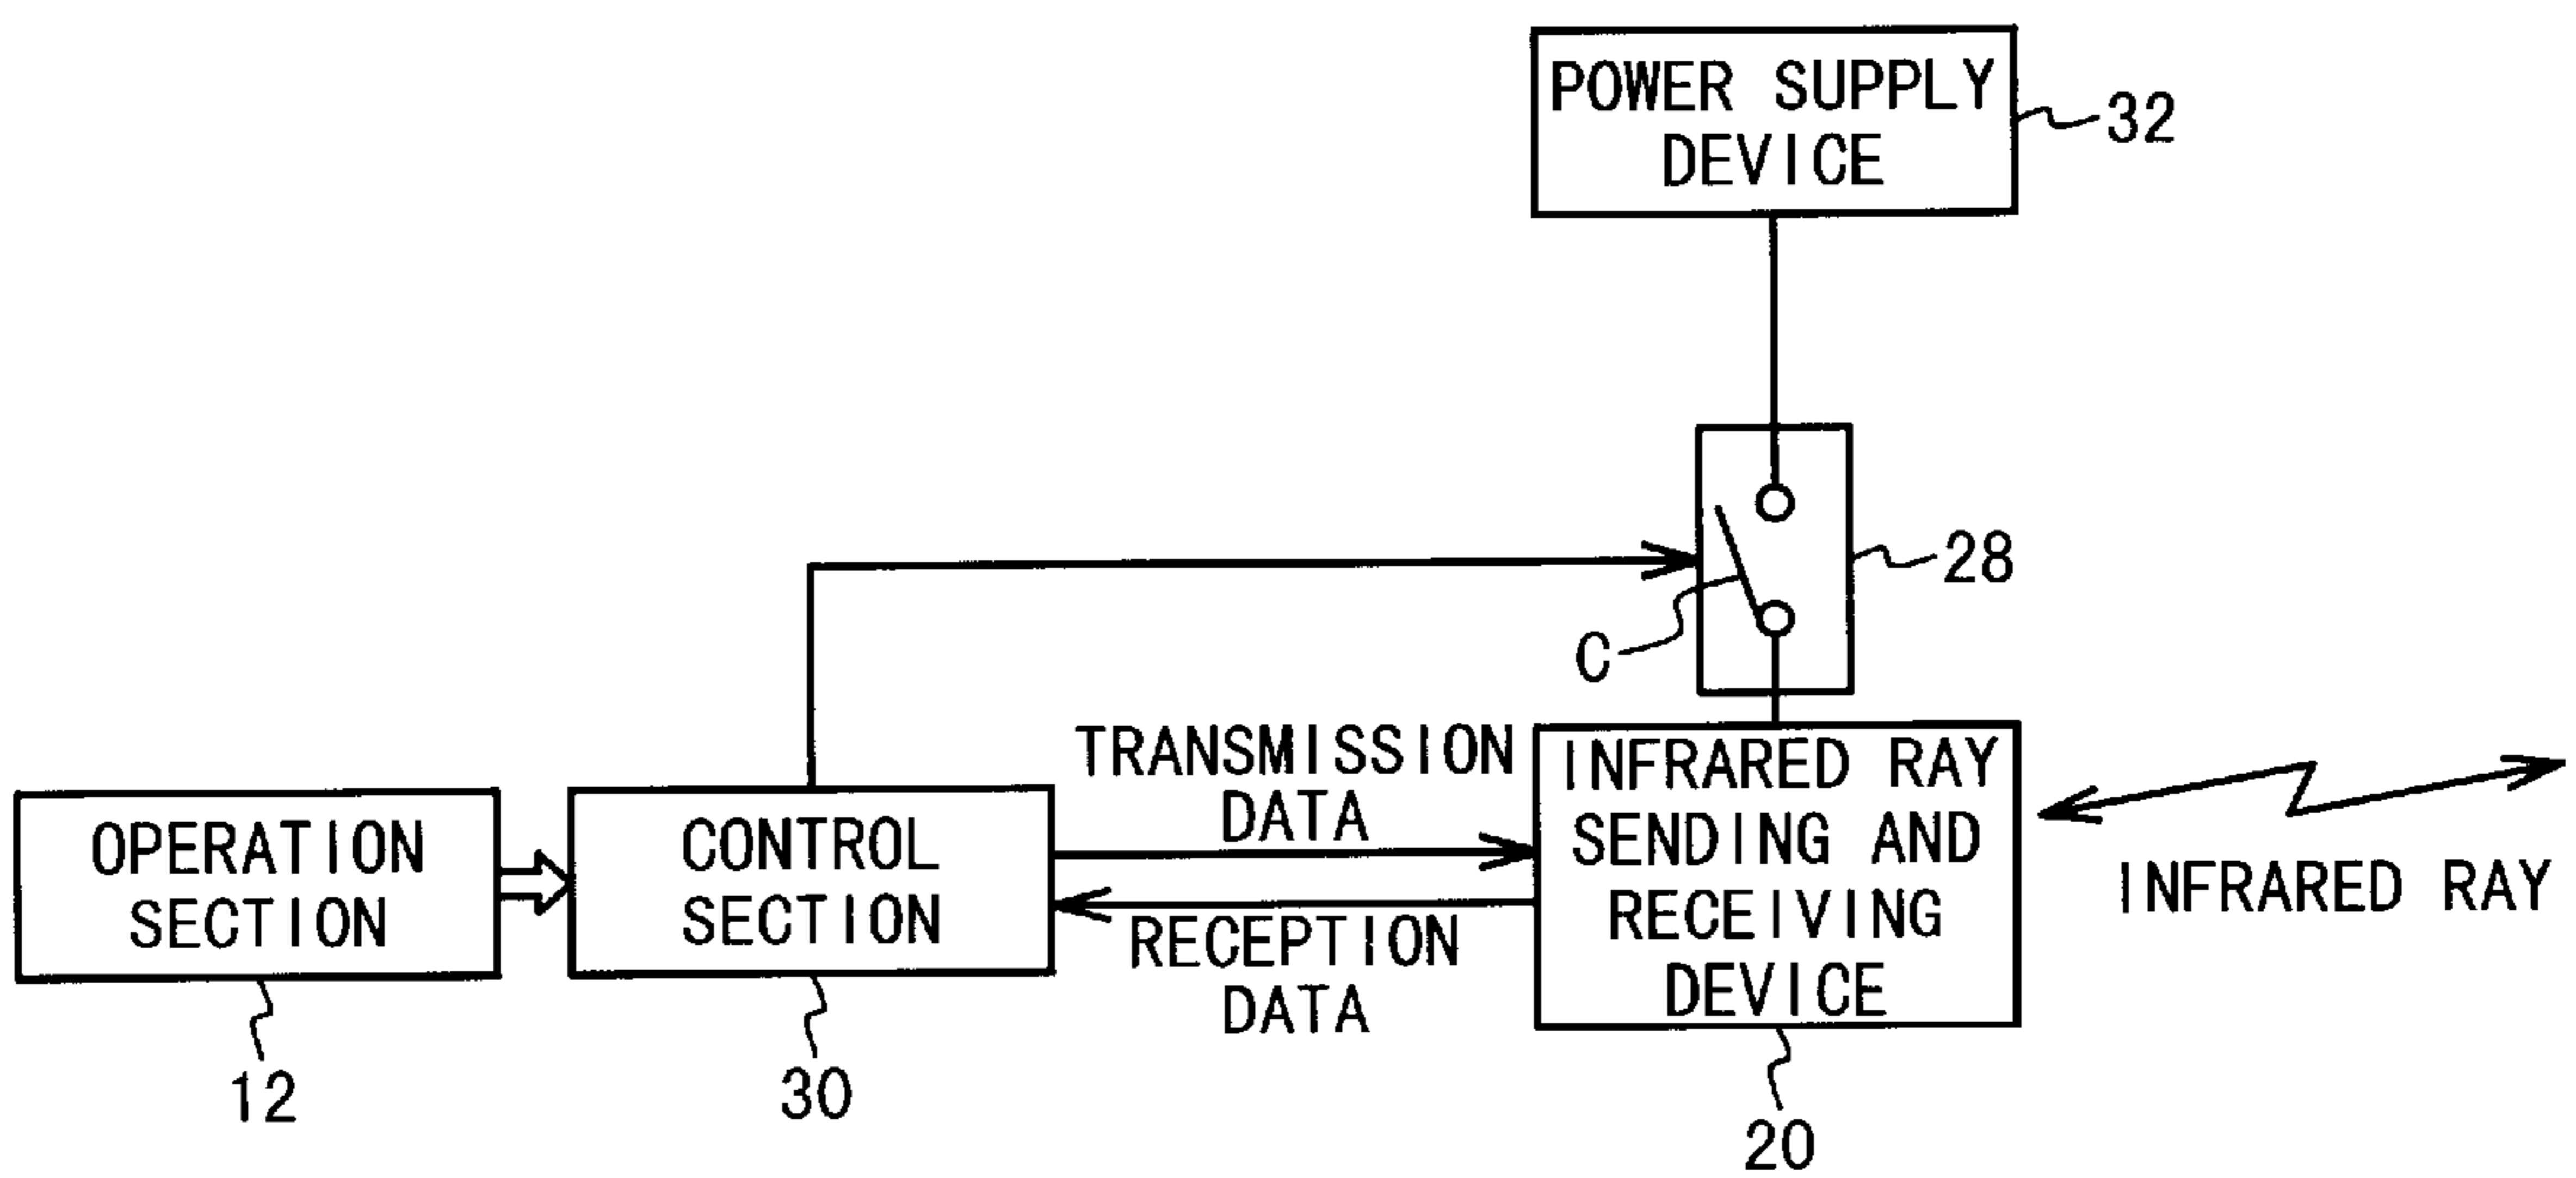 POWER SUPPLY
DEVICE
32
28
C
TRANSMISSION
DATA
OPERATION
SECTION
CONTROL
SECTION
RECEPTION
DATA
INFRARED RAY
SENDING AND
RECEIVING
DEVICE
INFRARED RAY
12
30
20